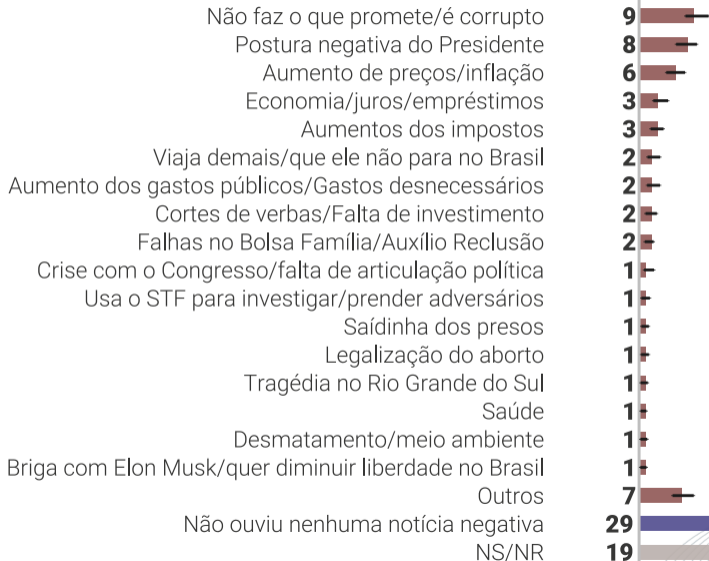 Não faz o que promete/é corrupto 9
Postura negativa do Presidente 8
Aumento de preços/inflação 6
Economia/juros/empréstimos 3
Aumentos dos impostos 3
Viaja demais/que ele não para no Brasil 2
Aumento dos gastos públicos/Gastos desnecessários 2
Cortes de verbas/Falta de investimento 2
Falhas no Bolsa Família/Auxílio Reclusão 2
Crise com o Congresso/falta de articulação política 1
Usa o STF para investigar/prender adversários 1
Saídinha dos presos 1
Legalização do aborto 1
Tragédia no Rio Grande do Sul 1
Saúde 1
Desmatamento/meio ambiente 1
Briga com Elon Musk/quer diminuir liberdade no Brasil 1
Outros 7
Não ouviu nenhuma notícia negativa 29
NS/NR 19